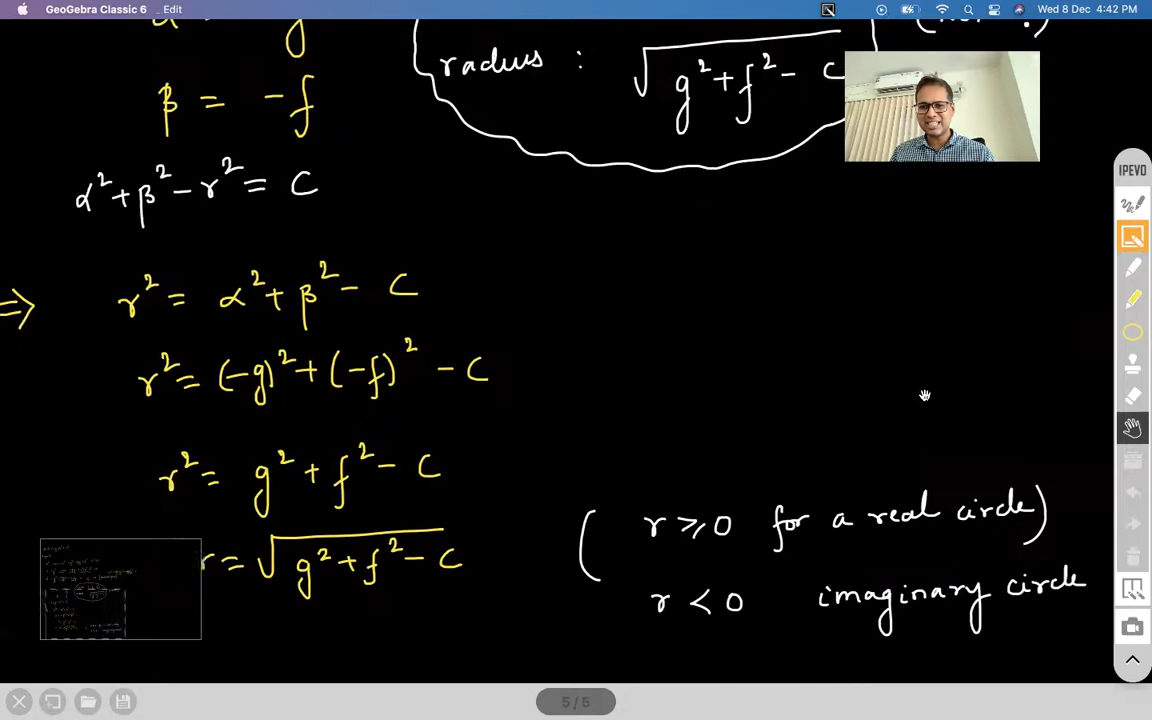 GeoGebra Classic 6 Edit Wed 8 Dec 4:42 PM
radius : √g²+f²-c
β = -f
α²+β²-r²= c
IPEVO
⇒ r²= α²+β²- c
r²= (-g)²+(-f)² - c
r²= g²+f²- c
(r⩾0 for a real circle)
r=√g²+f²-c
r<0 imaginary circle
5/5